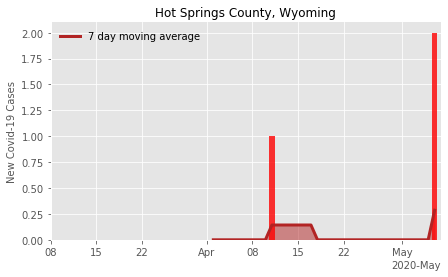 Hot Springs County, Wyoming
7 day moving average
New Covid-19 Cases
2.00
1.75
1.50
1.25
1.00
0.75
0.50
0.25
0.00
08 15 22 Apr 08 15 22 May
2020-May